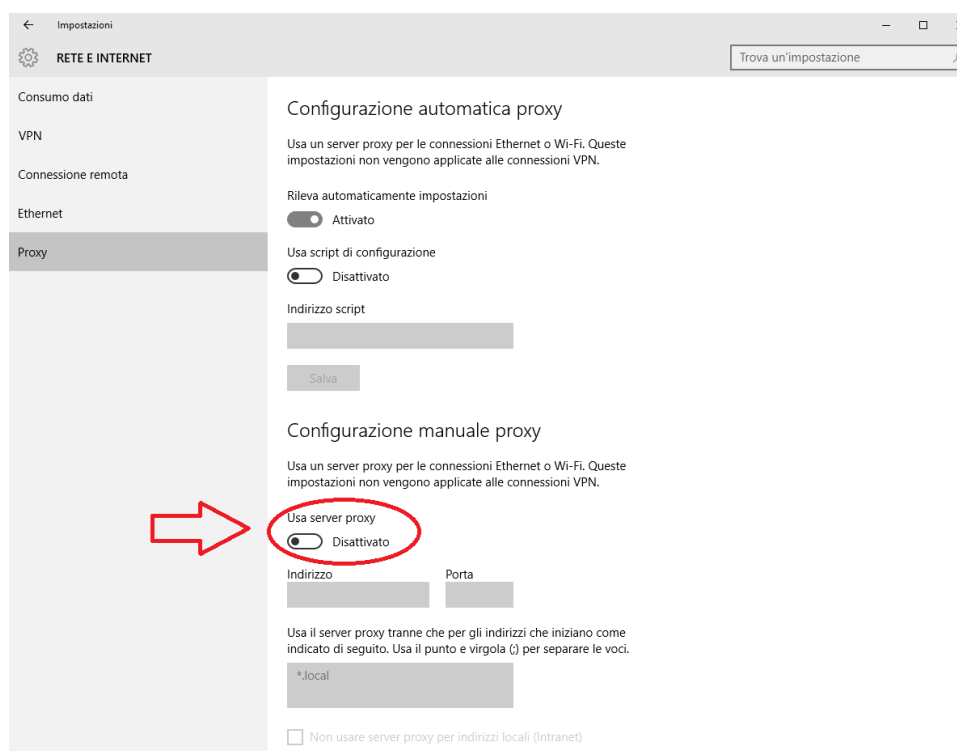 Impostazioni
RETE E INTERNET
Trova un'impostazione
Consumo dati
VPN
Connessione remota
Ethernet
Proxy
Configurazione automatica proxy
Usa un server proxy per le connessioni Ethernet o Wi-Fi. Queste
impostazioni non vengono applicate alle connessioni VPN.
Rileva automaticamente impostazioni
Attivato
Usa script di configurazione
Disattivato
Indirizzo script
Salva
Configurazione manuale proxy
Usa un server proxy per le connessioni Ethernet o Wi-Fi. Queste
impostazioni non vengono applicate alle connessioni VPN.
Usa server proxy
Disattivato
Indirizzo Porta
Usa il server proxy tranne che per gli indirizzi che iniziano come
indicato di seguito. Usa il punto e virgola (;) per separare le voci.
*.local
Non usare server proxy per indirizzi locali (Intranet)